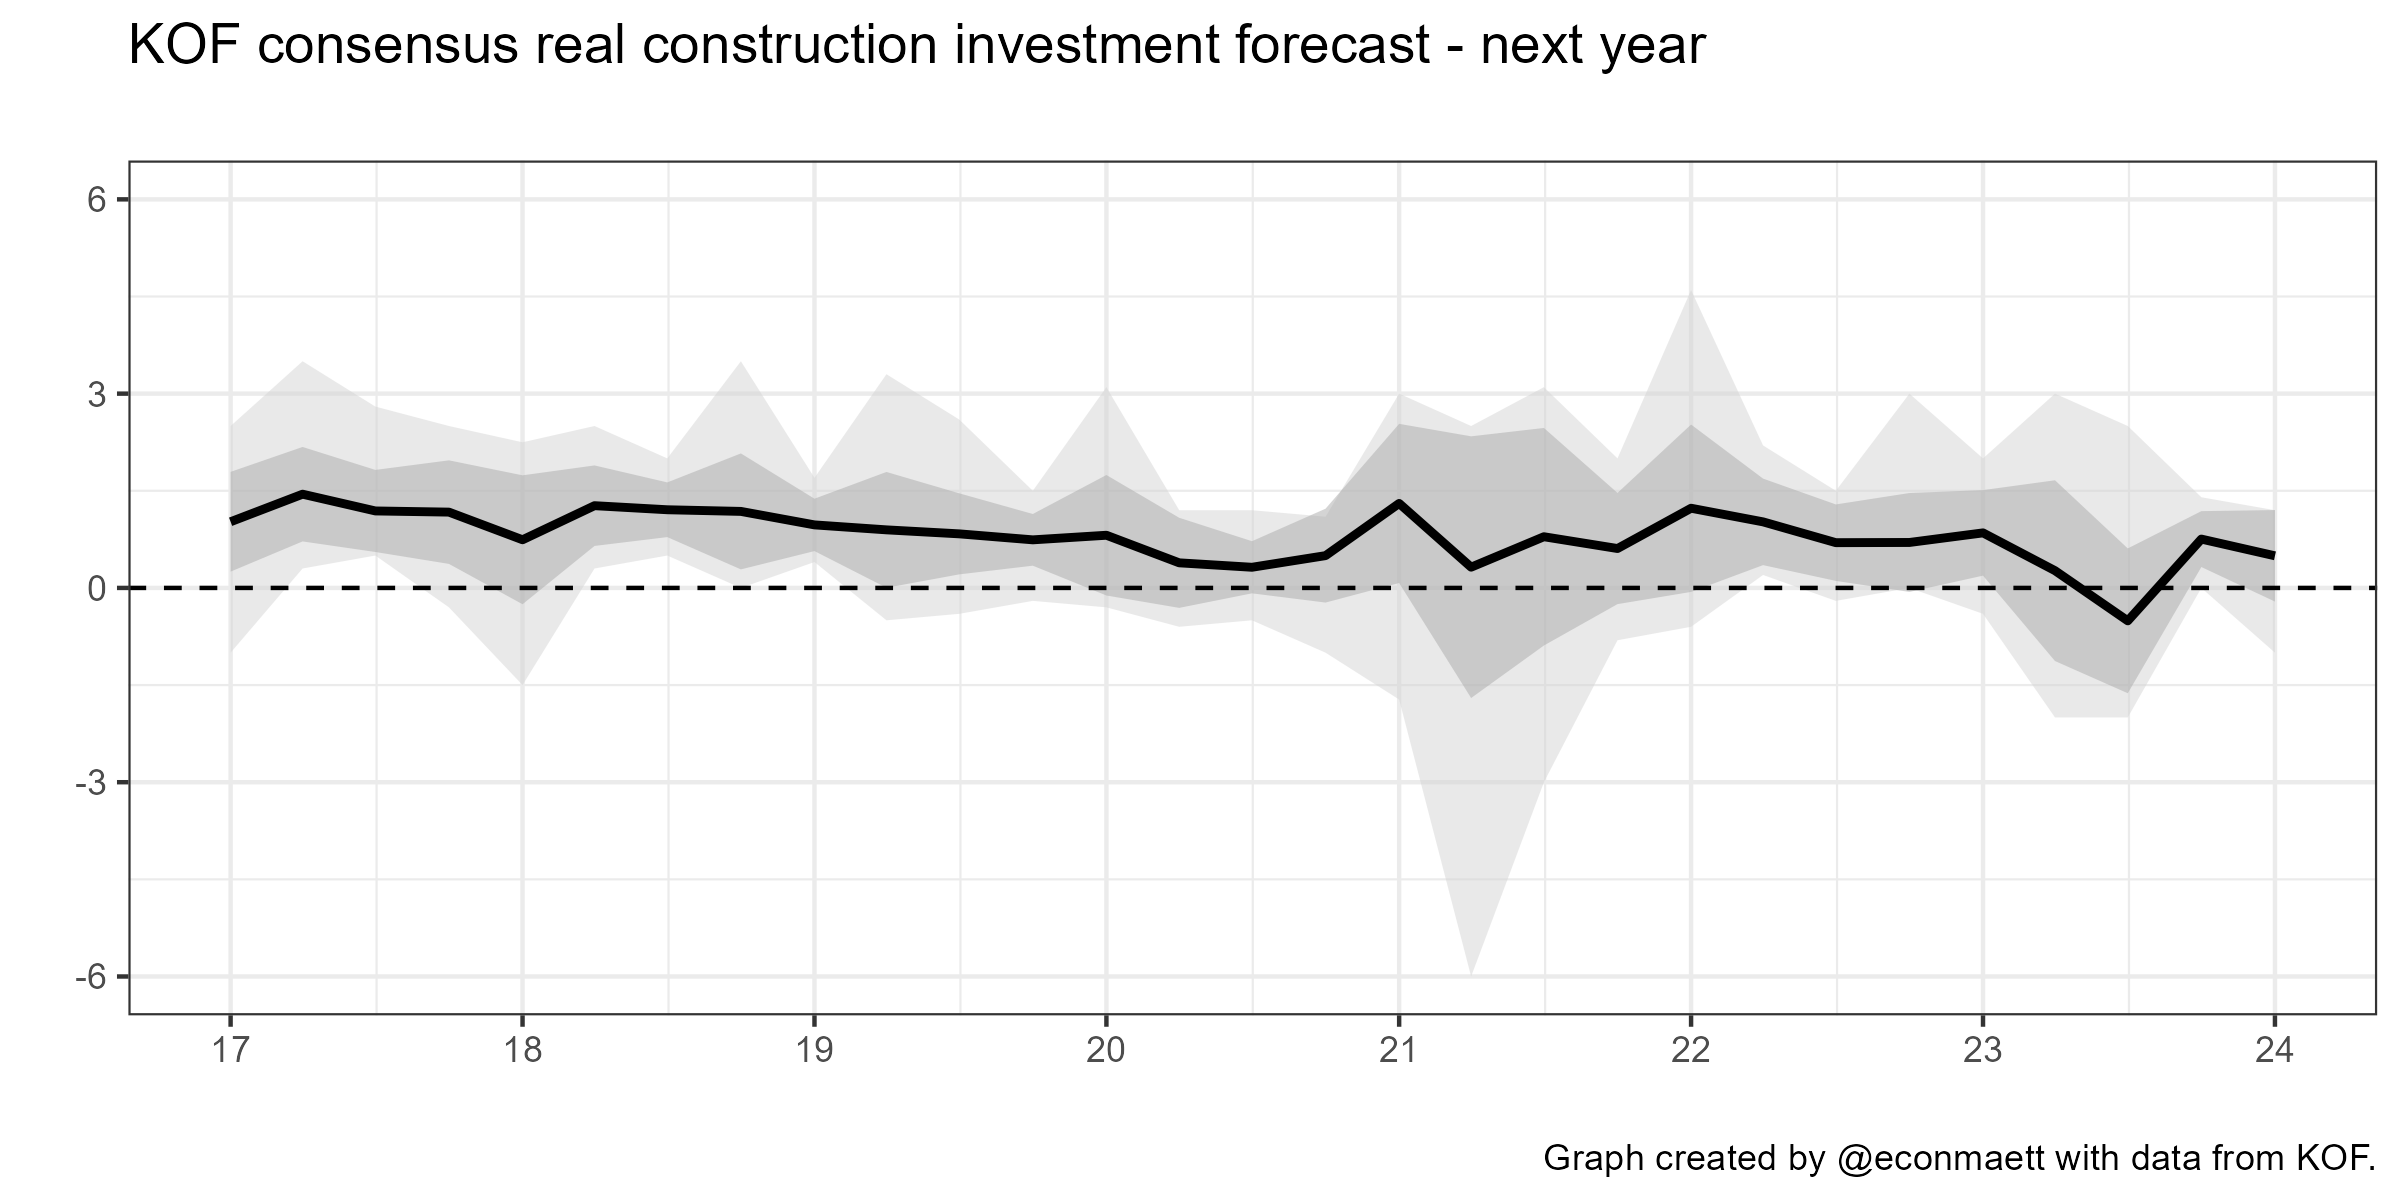 KOF consensus real construction investment forecast - next year
6
3
0
-3
-6
17 18 19 20 21 22 23 24
Graph created by @econmaett with data from KOF.